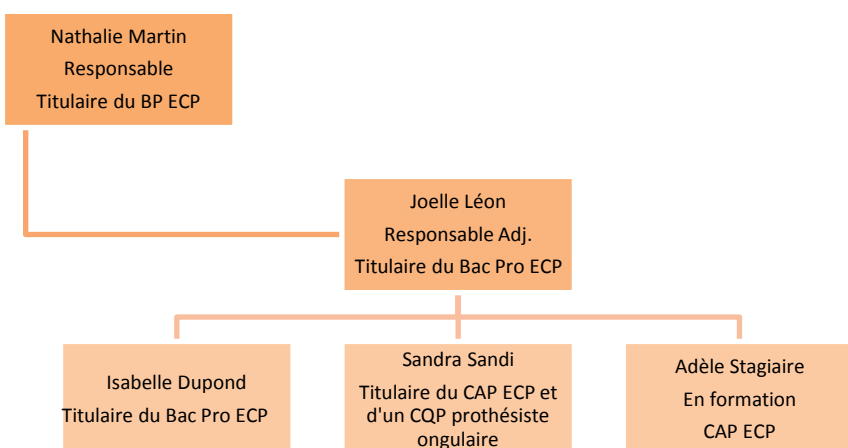 Nathalie Martin
Responsable
Titulaire du BP ECP
Joelle Léon
Responsable Adj.
Titulaire du Bac Pro ECP
Isabelle Dupond
Titulaire du Bac Pro ECP
Sandra Sandi
Titulaire du CAP ECP et
d'un CQP prothésiste
ongulaire
Adèle Stagiaire
En formation
CAP ECP